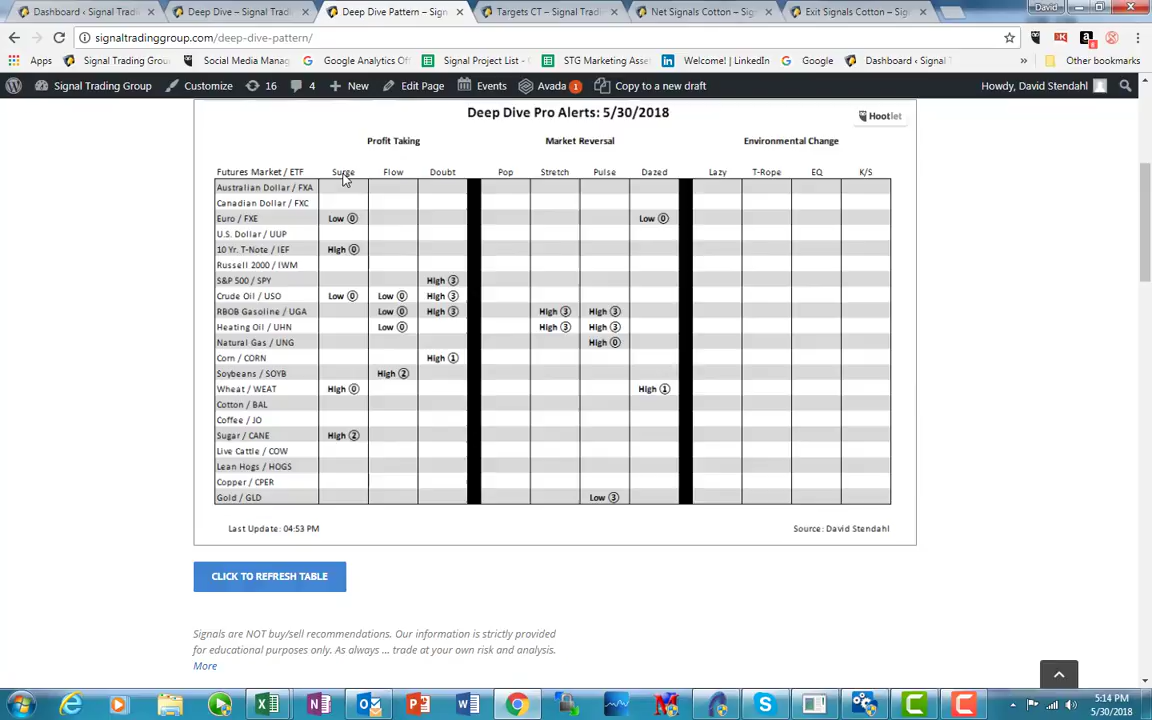 David
Dashboard ‹ Signal Trad
Deep Dive – Signal Tradin
Deep Dive Pattern – Sign
Targets CT – Signal Tradin
Net Signals Cotton – Sig
Exit Signals Cotton – Sig
signaltradinggroup.com/deep-dive-pattern/
Apps
Signal Trading Grou
Social Media Manag
Google Analytics Of
Signal Project List -
STG Marketing Asse
Welcome! | LinkedIn
Google
Dashboard ‹ Signal T
Other bookmarks
Signal Trading Group
Customize
16
4
New
Edit Page
Events
Avada 1
Copy to a new draft
Howdy, David Stendahl
Deep Dive Pro Alerts: 5/30/2018
Hootlet
Profit Taking Market Reversal Environmental Change
Futures Market / ETF Surge Flow Doubt Pop Stretch Pulse Dazed Lazy T-Rope EQ K/S
Australian Dollar / FXA
Canadian Dollar / FXC
Euro / FXE Low 0 Low 0
U.S. Dollar / UUP
10 Yr. T-Note / IEF High 0
Russell 2000 / IWM
S&P 500 / SPY High 3
Crude Oil / USO Low 0 Low 0 High 3
RBOB Gasoline / UGA Low 0 High 3 High 3 High 3
Heating Oil / UHN Low 0 High 3 High 3
Natural Gas / UNG High 0
Corn / CORN High 1
Soybeans / SOYB High 2
Wheat / WEAT High 0 High 1
Cotton / BAL
Coffee / JO
Sugar / CANE High 2
Live Cattle / COW
Lean Hogs / HOGS
Copper / CPER
Gold / GLD Low 3
Last Update: 04:53 PM
Source: David Stendahl
CLICK TO REFRESH TABLE
Signals are NOT buy/sell recommendations. Our information is strictly provided
for educational purposes only. As always ... trade at your own risk and analysis.
More
5:14 PM
5/30/2018